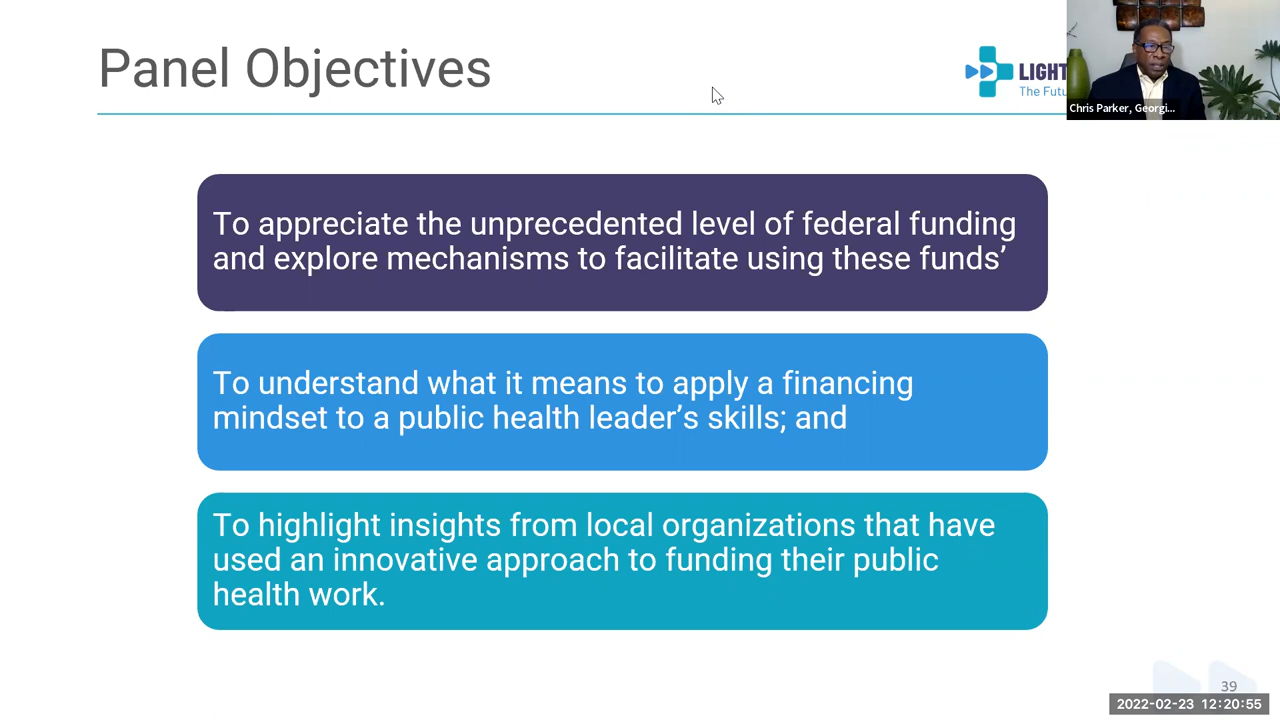 Panel Objectives
LIGHT
The Futu
Chris Parker, Georgi...
To appreciate the unprecedented level of federal funding
and explore mechanisms to facilitate using these funds’
To understand what it means to apply a financing
mindset to a public health leader’s skills; and
To highlight insights from local organizations that have
used an innovative approach to funding their public
health work.
39
2022-02-23 12:20:55